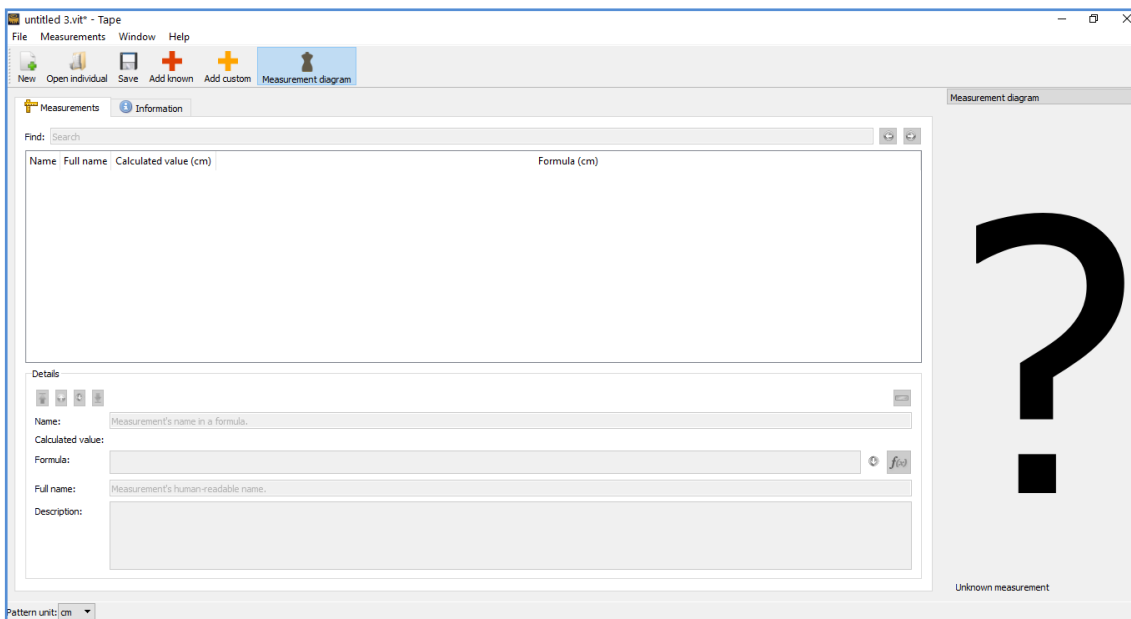 untitled 3.vit* - Tape
File Measurements Window Help
New Open individual Save Add known Add custom Measurement diagram
Measurements Information
Measurement diagram
Find: Search
Name Full name Calculated value (cm) Formula (cm)
?
Details
Name: Measurement's name in a formula.
Calculated value:
Formula: f(x)
Full name: Measurement's human-readable name.
Description:
Unknown measurement
Pattern unit: cm